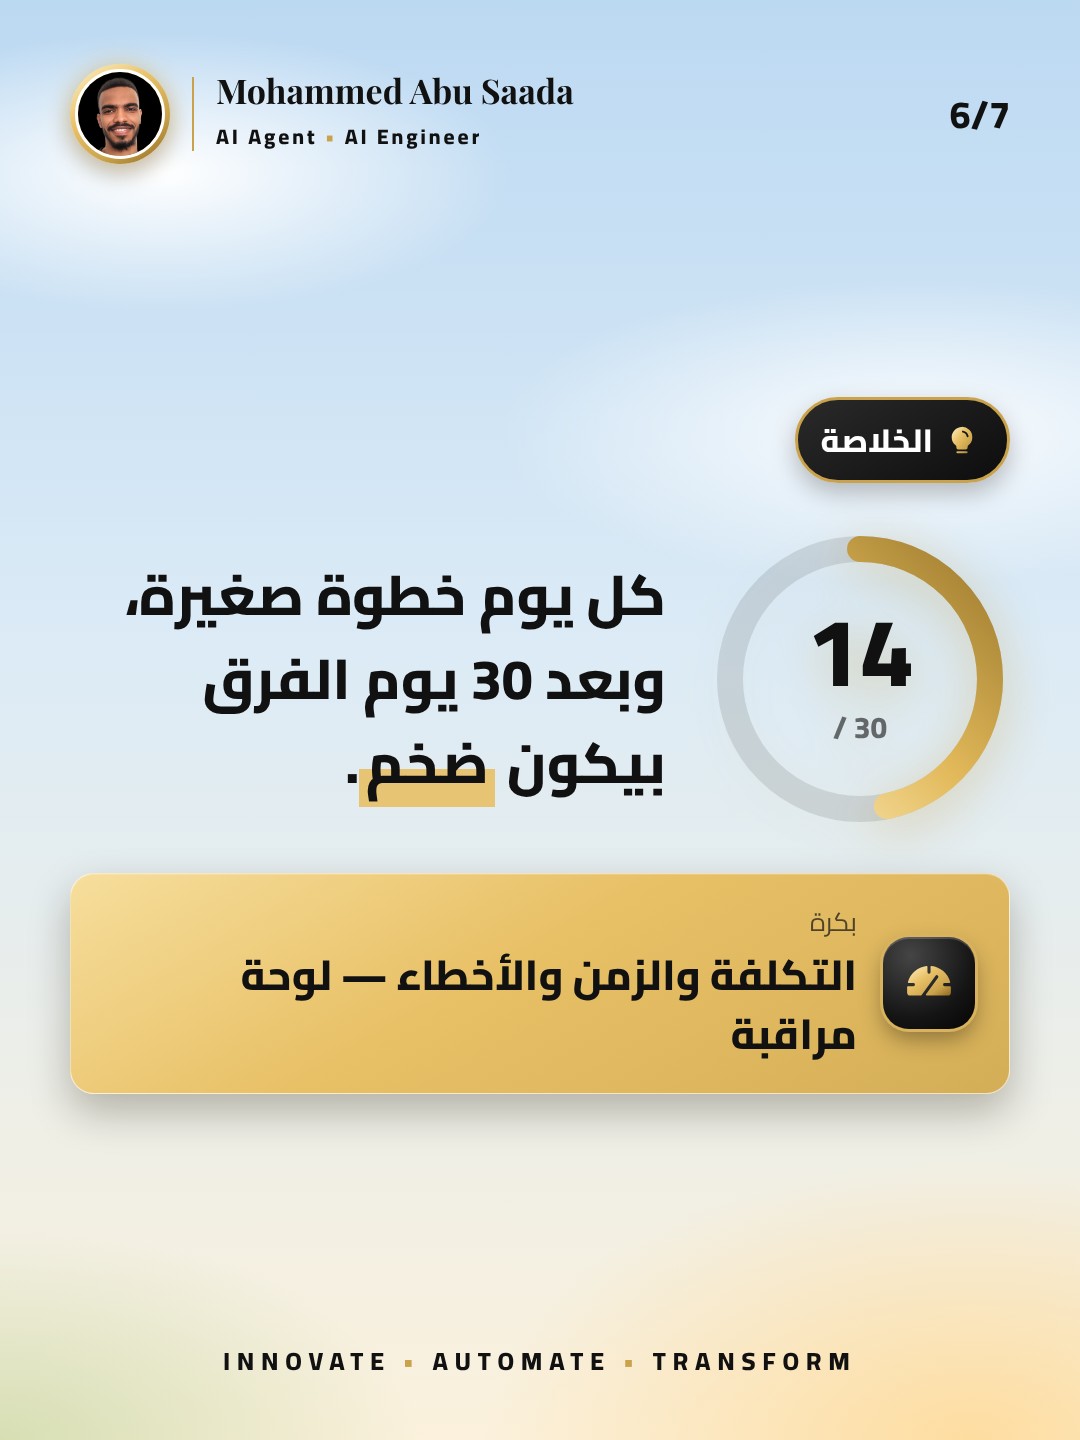 Mohammed Abu Saada
AI Agent ▪ AI Engineer
6/7
الخلاصة
14
/ 30
كل يوم خطوة صغيرة،
وبعد 30 يوم الفرق
بيكون ضخم.
بكرة
التكلفة والزمن والأخطاء — لوحة
مراقبة
INNOVATE ▪ AUTOMATE ▪ TRANSFORM